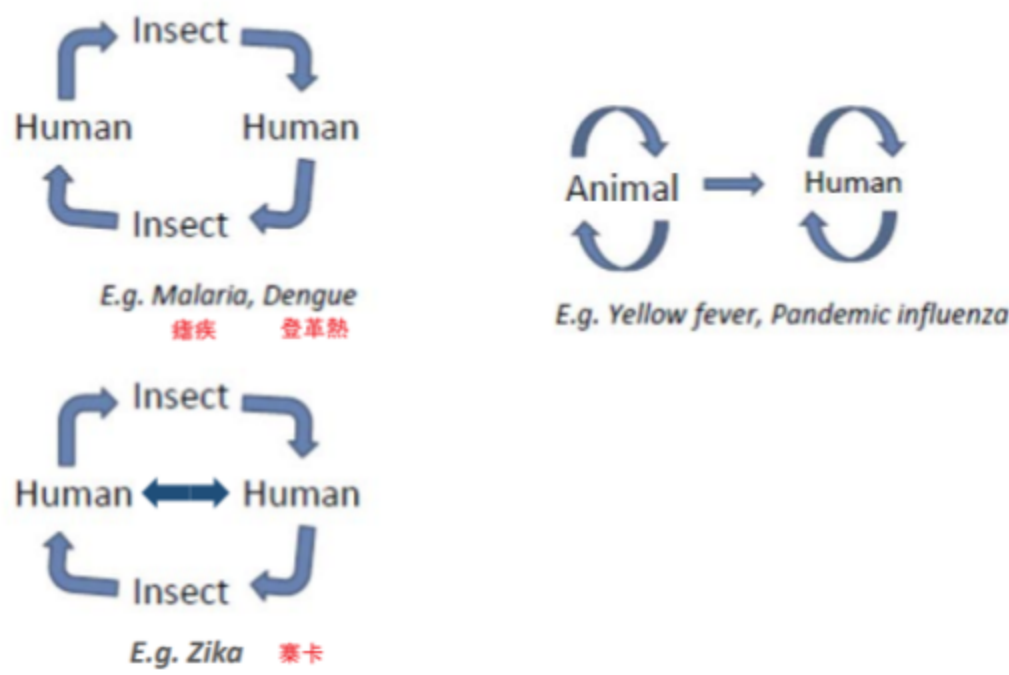 Insect
Human Human
Insect
E.g. Malaria, Dengue
瘧疾 登革熱
Animal Human
E.g. Yellow fever, Pandemic influenza
Insect
Human Human
Insect
E.g. Zika 寨卡